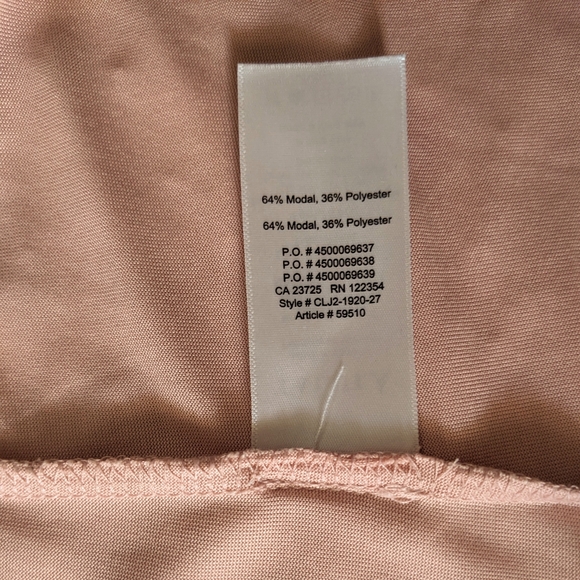 64% Modal, 36% Polyester
64% Modal, 36% Polyester
P.O. # 4500069637
P.O. # 4500069638
P.O. # 4500069639
CA 23725 RN 122354
Style # CLJ2-1920-27
Article # 59510